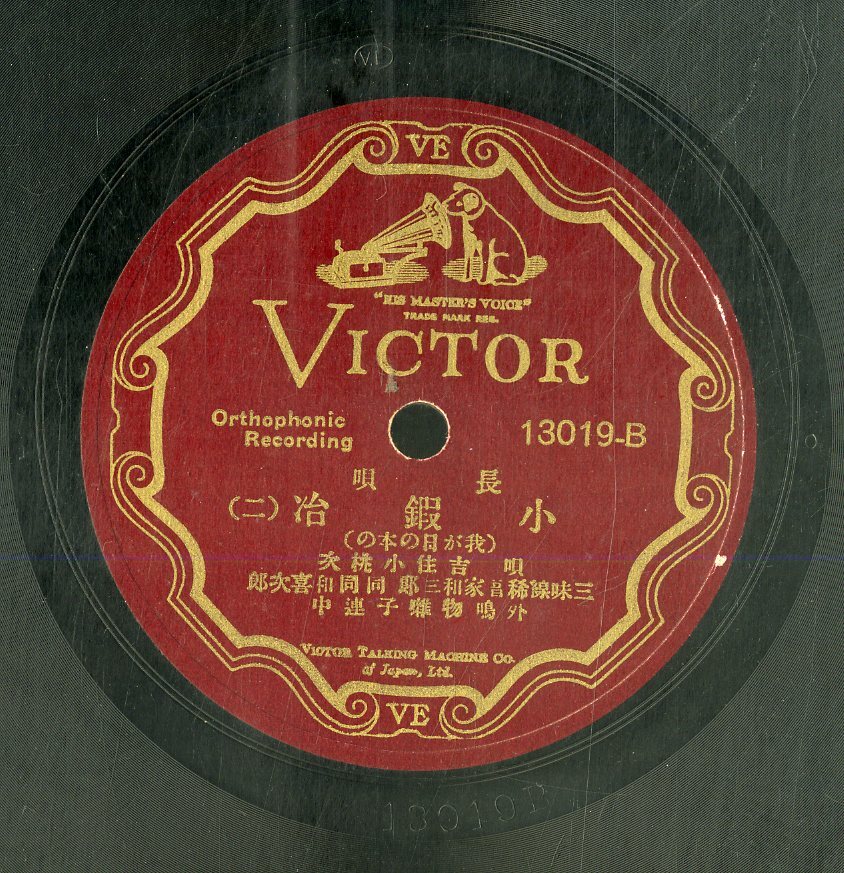 VE
"HIS MASTER'S VOICE"
TRADE MARK REG.
VICTOR
Orthophonic
Recording
13019-B
長唄
小鍜冶(二)
(我が日の本の)
唄 吉住小桃次
三味線稀音家和三郎 同同和喜次郎
外鳴物囃子連中
VICTOR TALKING MACHINE CO.
of Japan, Ltd.
VE
13019B